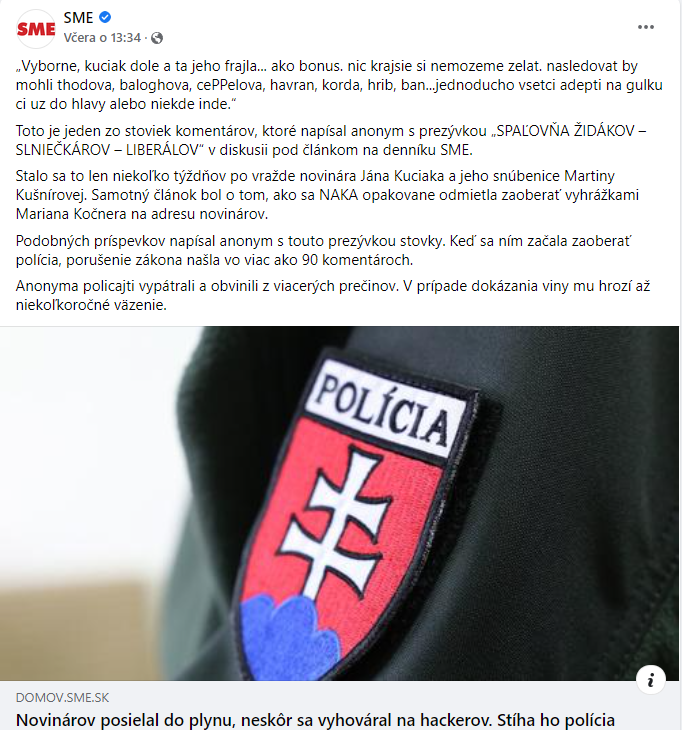 SME
SME
Včera o 13:34 ·
„Vyborne, kuciak dole a ta jeho frajla... ako bonus. nic krajsie si nemozeme zelat. nasledovat by
mohli thodova, baloghova, cePPelova, havran, korda, hrib, ban...jednoducho vsetci adepti na gulku
ci uz do hlavy alebo niekde inde.“
Toto je jeden zo stoviek komentárov, ktoré napísal anonym s prezývkou „SPAĽOVŇA ŽIDÁKOV –
SLNIEČKÁROV – LIBERÁLOV“ v diskusii pod článkom na denníku SME.
Stalo sa to len niekoľko týždňov po vražde novinára Jána Kuciaka a jeho snúbenice Martiny
Kušnírovej. Samotný článok bol o tom, ako sa NAKA opakovane odmietla zaoberať vyhrážkami
Mariana Kočnera na adresu novinárov.
Podobných príspevkov napísal anonym s touto prezývkou stovky. Keď sa ním začala zaoberať
polícia, porušenie zákona našla vo viac ako 90 komentároch.
Anonyma policajti vypátrali a obvinili z viacerých prečinov. V prípade dokázania viny mu hrozí až
niekoľkoročné väzenie.
POLÍCIA
i
DOMOV.SME.SK
Novinárov posielal do plynu, neskôr sa vyhováral na hackerov. Stíha ho polícia